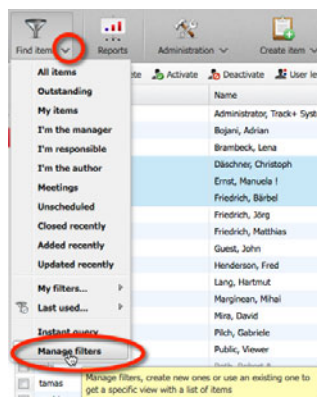 Find items
Reports
Administration
Create item
Activate
Deactivate
User le
Name
All items
Outstanding
My items
I'm the manager
I'm responsible
I'm the author
Meetings
Unscheduled
Closed recently
Added recently
Updated recently
My filters...
Last used...
Instant query
Manage filters
Administrator, Track+ Syst
Bojani, Adrian
Brambeck, Lena
Däschner, Christoph
Ernst, Manuela !
Friedrich, Bärbel
Friedrich, Jörg
Friedrich, Matthias
Guest, John
Henderson, Fred
Lang, Hartmut
Marginean, Mihai
Mira, David
Pilch, Gabriele
Public, Viewer
tamas
Manage filters, create new ones or use an existing one to
get a specific view with a list of items